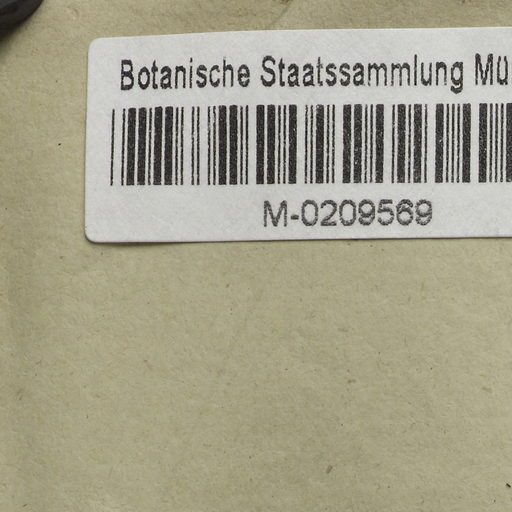 Botanische Staatssammlung Mü
M-0209569